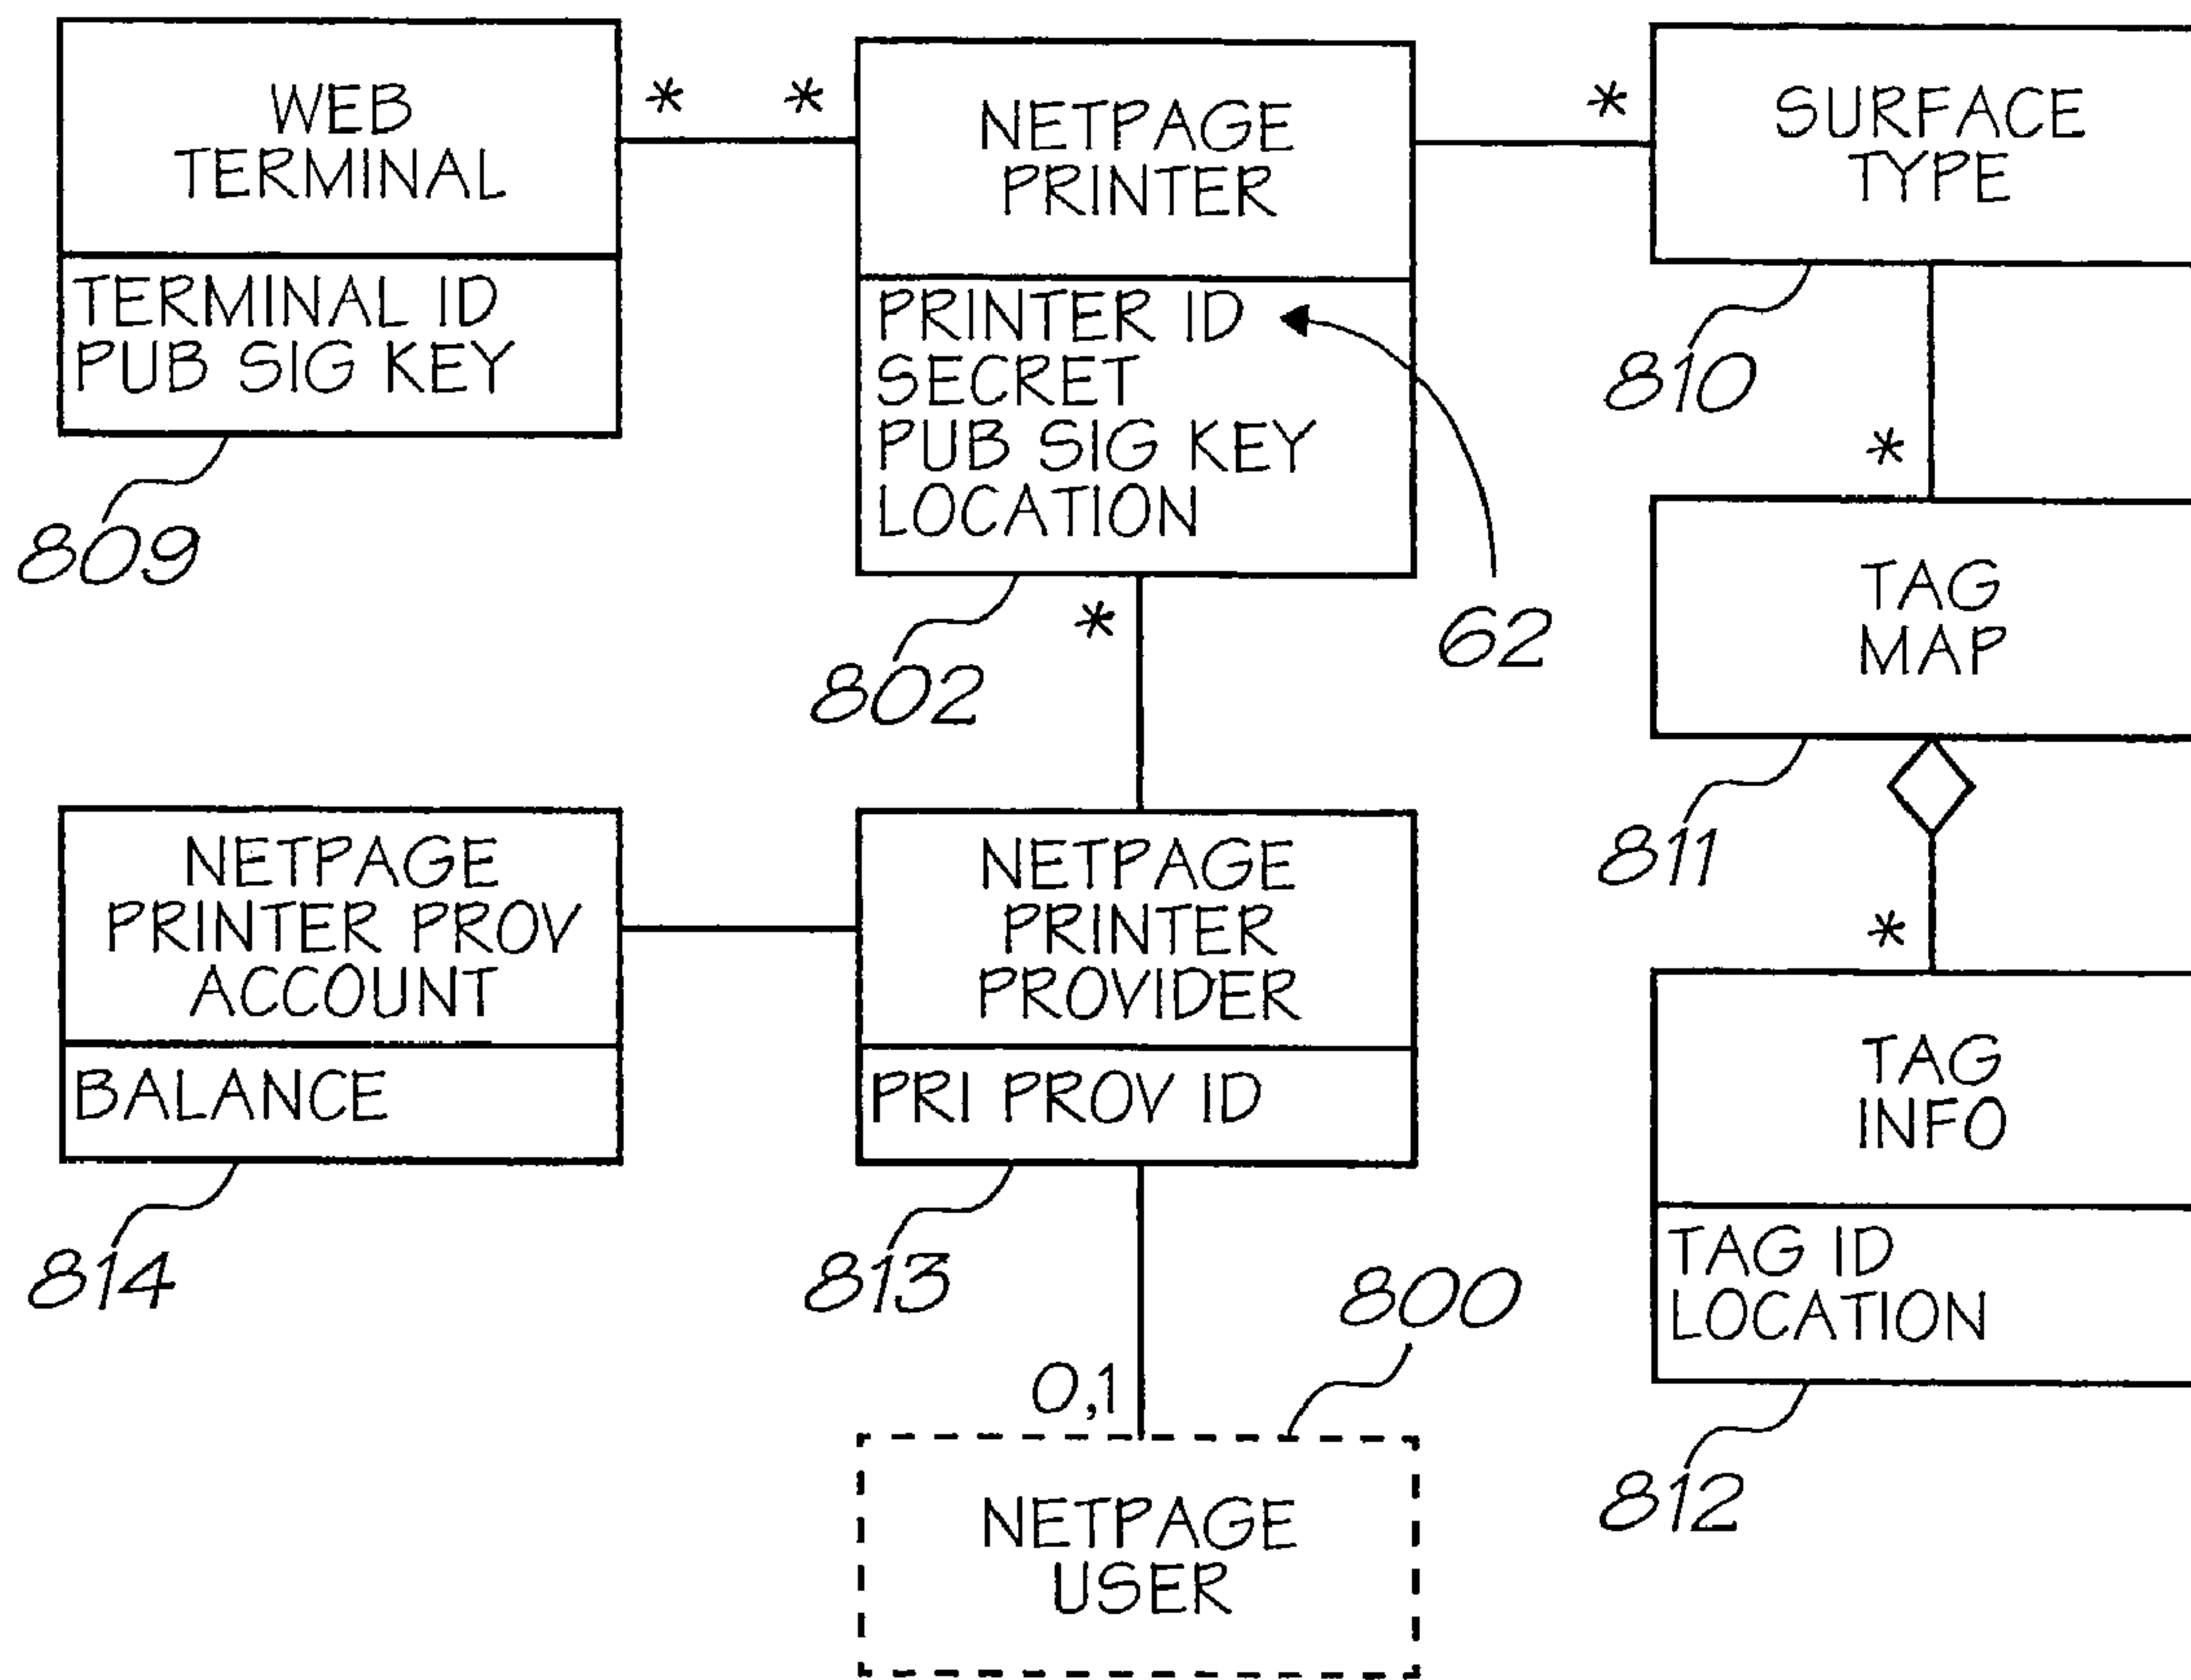 WEB
TERMINAL
TERMINAL ID
PUB SIG KEY
809
*
*
NETPAGE
PRINTER
PRINTER ID
SECRET
PUB SIG KEY
LOCATION
802
62
*
*
SURFACE
TYPE
810
*
TAG
MAP
811
*
TAG
INFO
TAG ID
LOCATION
812
NETPAGE
PRINTER PROV
ACCOUNT
BALANCE
814
NETPAGE
PRINTER
PROVIDER
PRI PROV ID
813
800
0,1
NETPAGE
USER